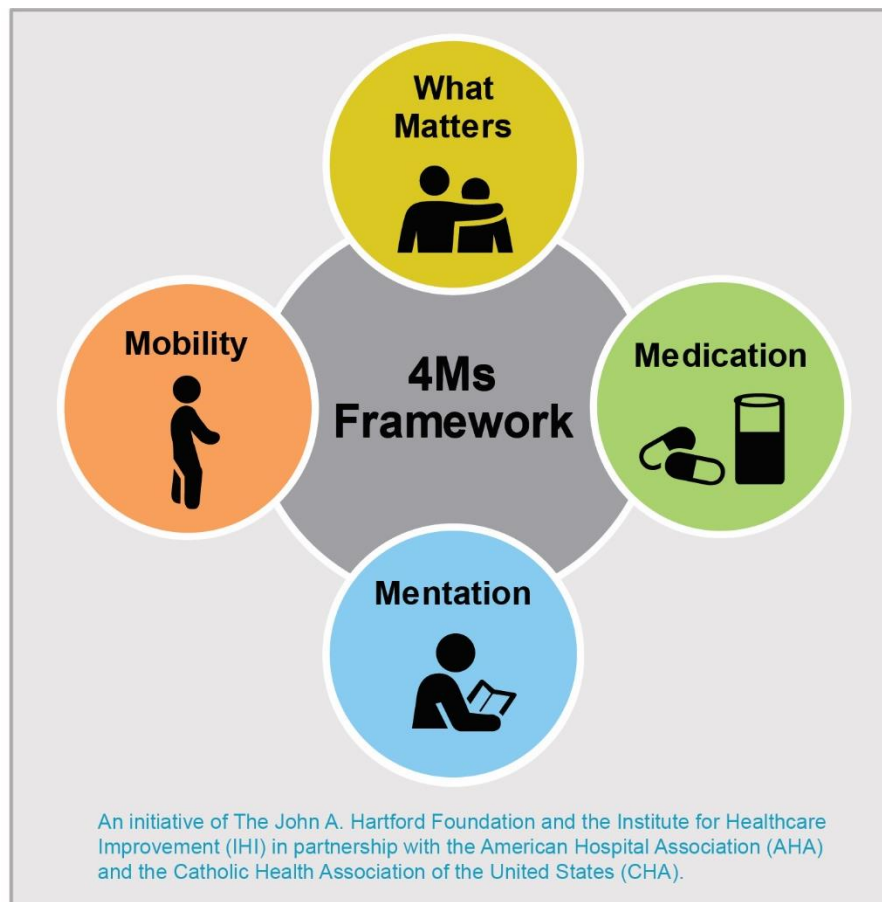 What
Matters
Mobility
4Ms
Framework
Medication
Mentation
An initiative of The John A. Hartford Foundation and the Institute for Healthcare
Improvement (IHI) in partnership with the American Hospital Association (AHA)
and the Catholic Health Association of the United States (CHA).